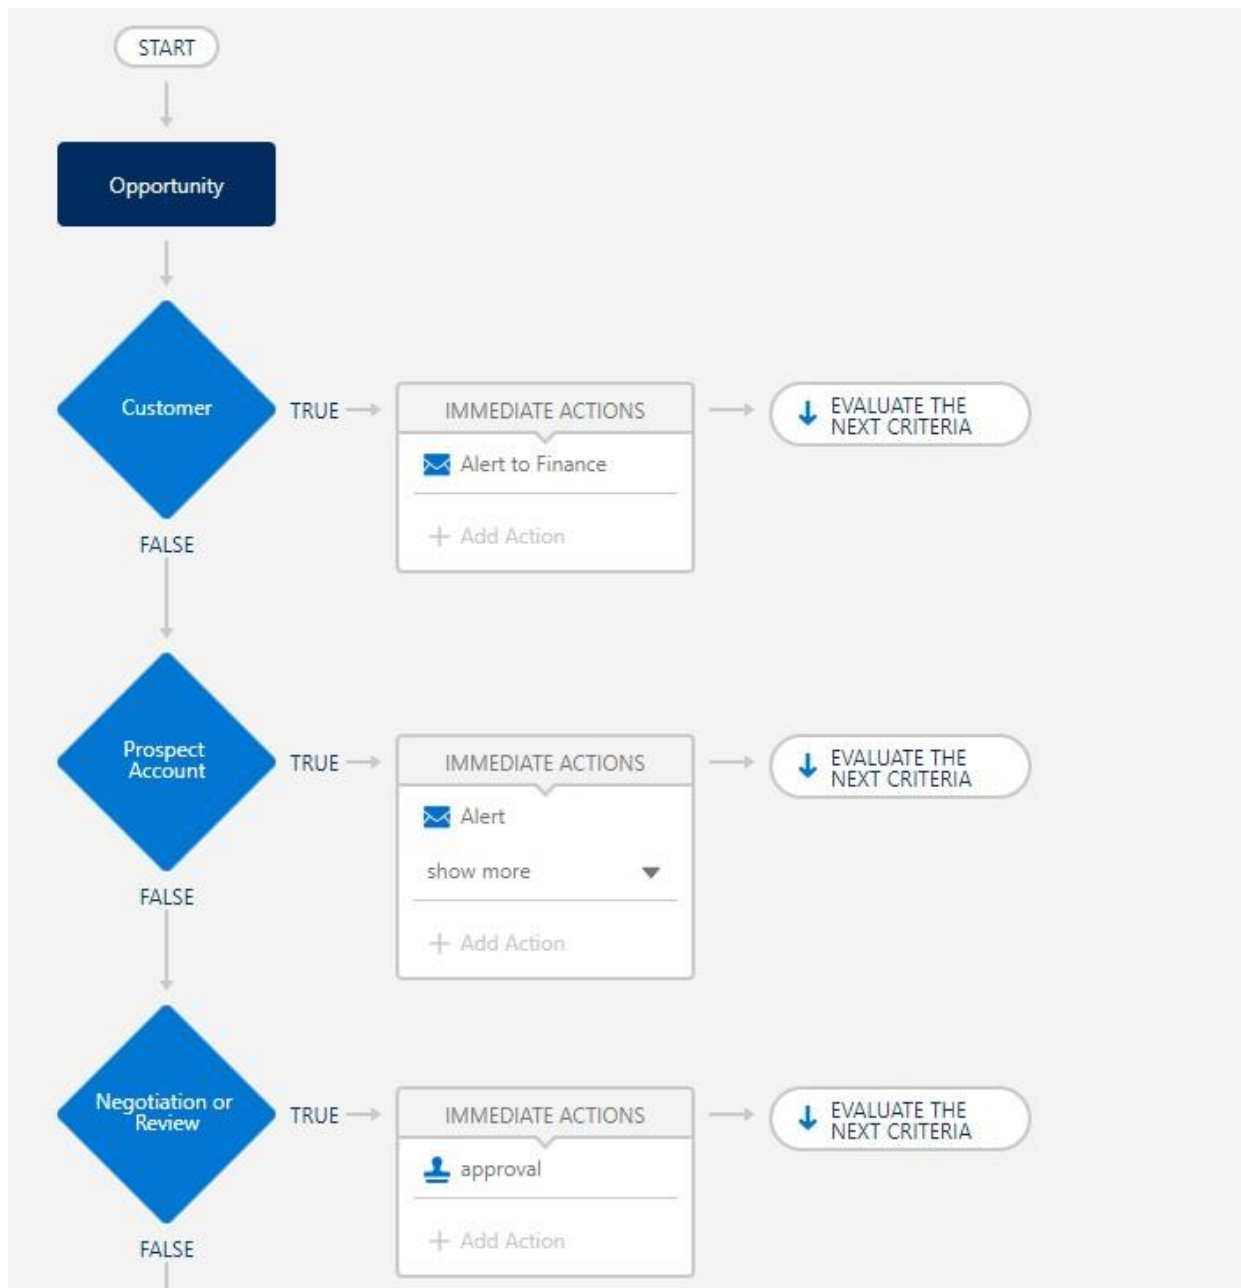 START
Opportunity
Customer
TRUE
IMMEDIATE ACTIONS
Alert to Finance
+ Add Action
EVALUATE THE
NEXT CRITERIA
FALSE
Prospect
Account
TRUE
IMMEDIATE ACTIONS
Alert
show more
+ Add Action
EVALUATE THE
NEXT CRITERIA
FALSE
Negotiation or
Review
TRUE
IMMEDIATE ACTIONS
approval
+ Add Action
EVALUATE THE
NEXT CRITERIA
FALSE